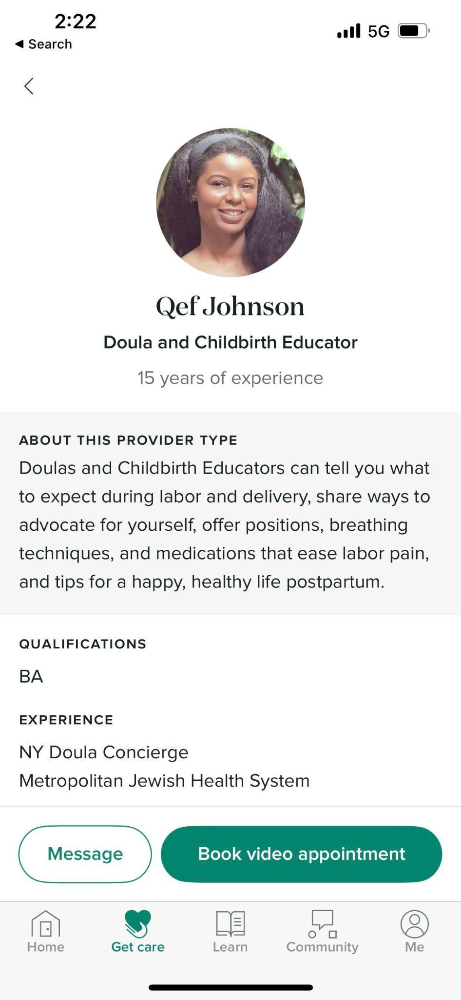 2:22
5G
◀ Search
Qef Johnson
Doula and Childbirth Educator
15 years of experience
ABOUT THIS PROVIDER TYPE
Doulas and Childbirth Educators can tell you what
to expect during labor and delivery, share ways to
advocate for yourself, offer positions, breathing
techniques, and medications that ease labor pain,
and tips for a happy, healthy life postpartum.
QUALIFICATIONS
BA
EXPERIENCE
NY Doula Concierge
Metropolitan Jewish Health System
Message
Book video appointment
Home
Get care
Learn
Community
Me